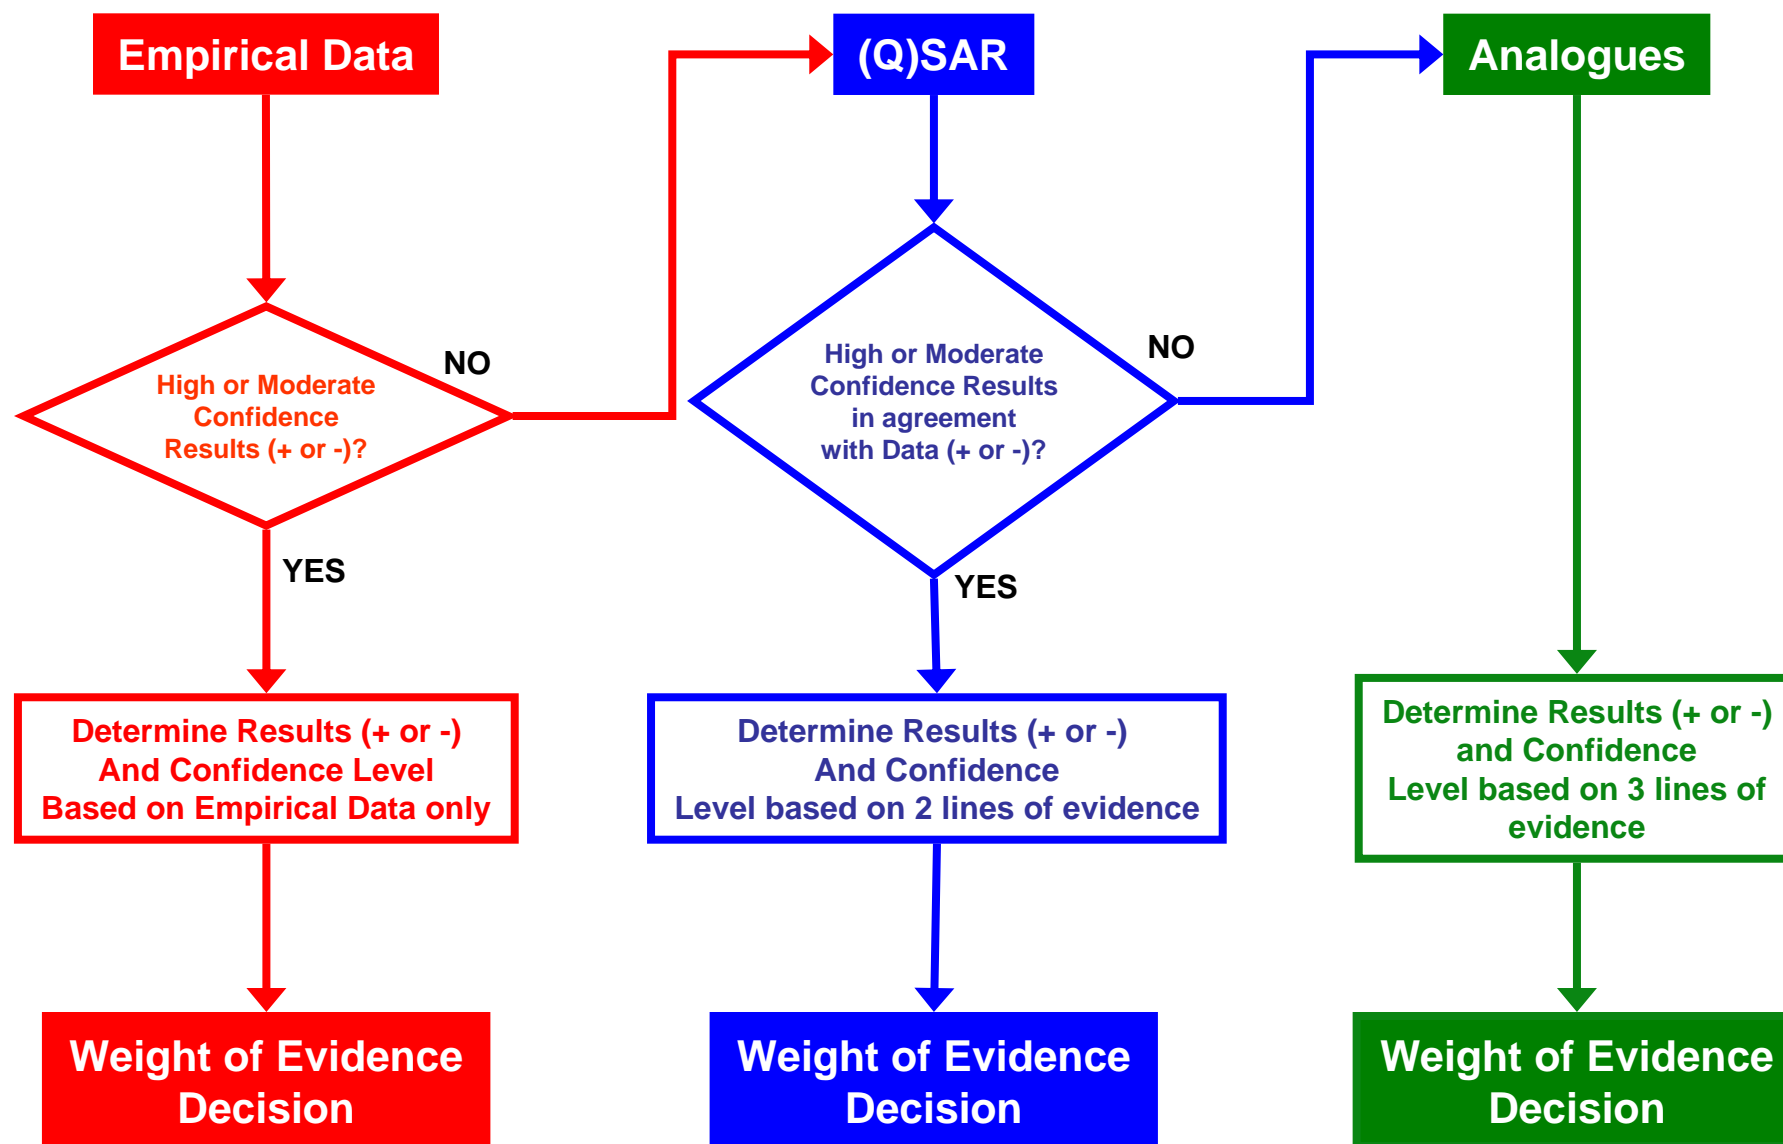 Empirical Data
High or Moderate
Confidence
Results (+ or -)?
NO
YES
Determine Results (+ or -)
And Confidence Level
Based on Empirical Data only
Weight of Evidence
Decision
(Q)SAR
High or Moderate
Confidence Results
in agreement
with Data (+ or -)?
NO
YES
Determine Results (+ or -)
And Confidence
Level based on 2 lines of evidence
Weight of Evidence
Decision
Analogues
Determine Results (+ or -)
and Confidence
Level based on 3 lines of
evidence
Weight of Evidence
Decision